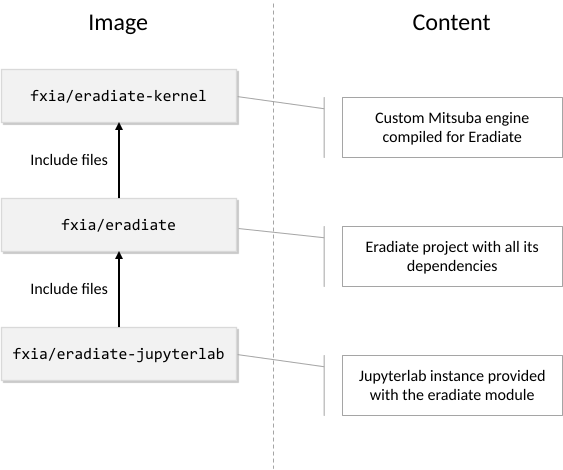 Image
Content
fxia/eradiate-kernel
Custom Mitsuba engine
compiled for Eradiate
Include files
fxia/eradiate
Eradiate project with all its
dependencies
Include files
fxia/eradiate-jupyterlab
Jupyterlab instance provided
with the eradiate module